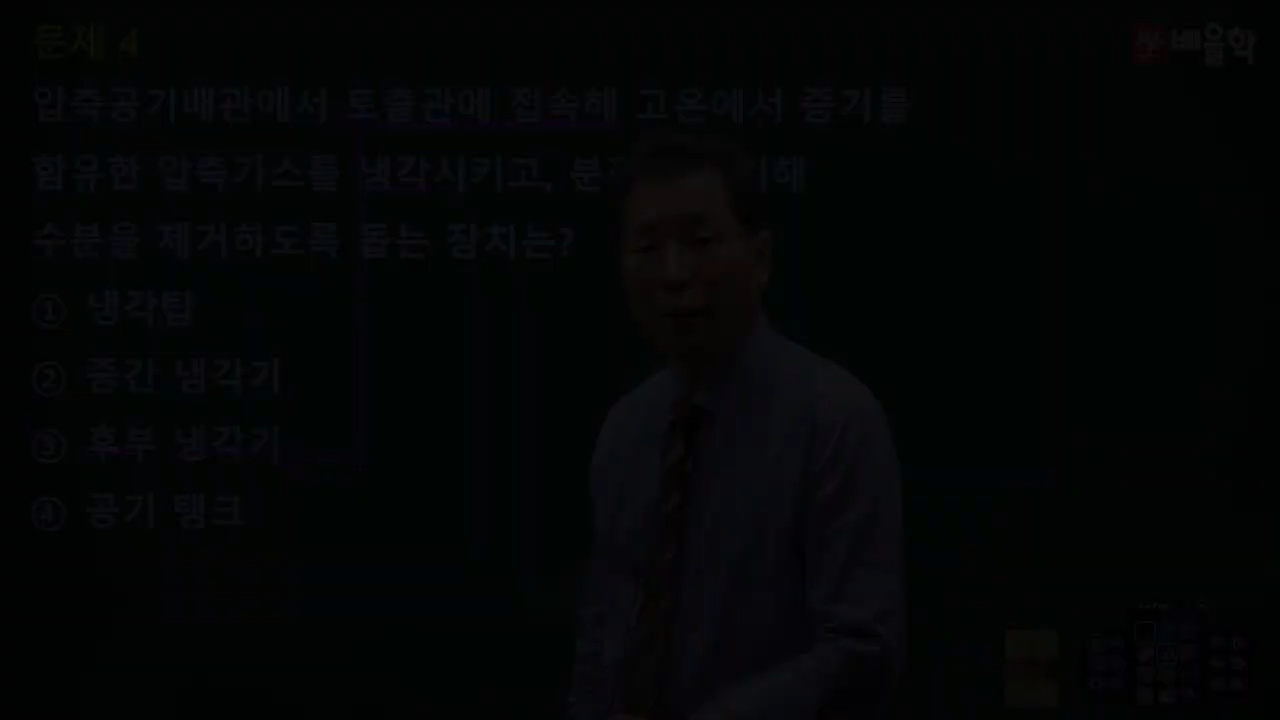 문제 4
배울학
압축공기배관에서 토출관에 접속해 고온에서 증기를
함유한 압축가스를 냉각시키고, 해
수분을 제거하도록 돕는 장치는?
① 냉각탑
② 중간 냉각기
③ 후부 냉각기
④ 공기 탱크